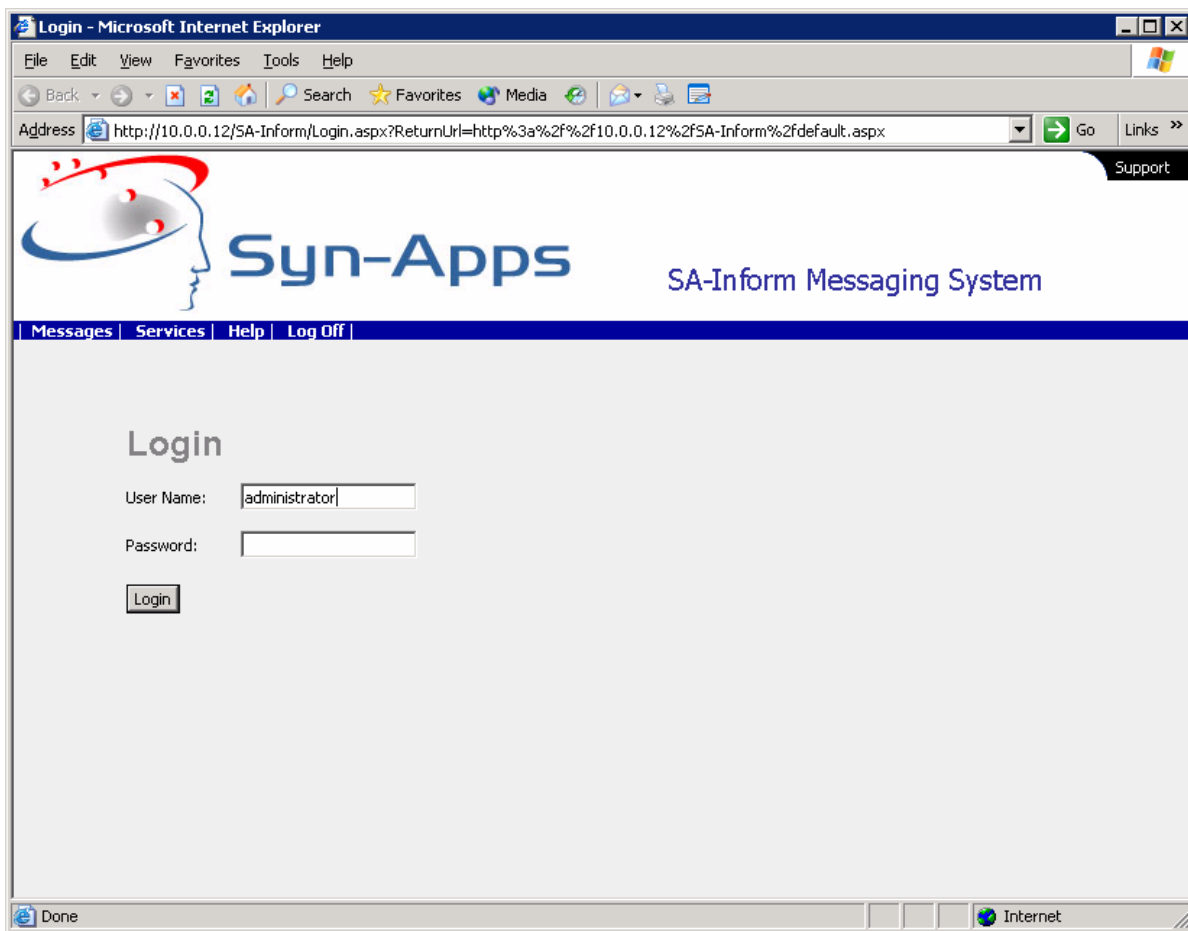 Login - Microsoft Internet Explorer
File Edit View Favorites Tools Help
Back Search Favorites Media
Address http://10.0.0.12/SA-Inform/Login.aspx?ReturnUrl=http%3a%2f%2f10.0.0.12%2fSA-Inform%2fdefault.aspx Go Links »
Support
Syn-Apps
SA-Inform Messaging System
| Messages | Services | Help | Log Off |
Login
User Name: administrator
Password:
Login
Done Internet